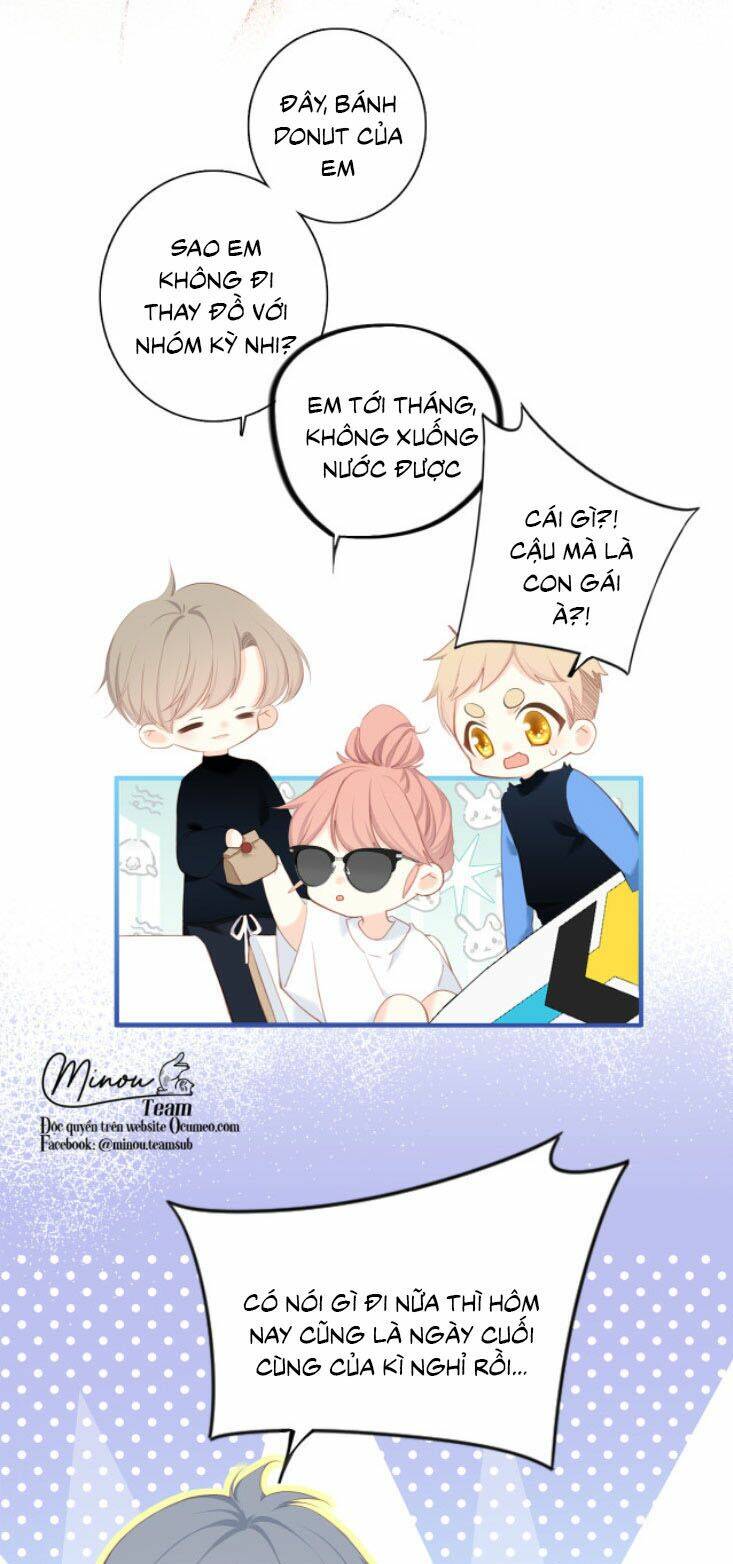 ĐÂY, BÁNH
DONUT CỦA
EM
SAO EM
KHÔNG ĐI
THAY ĐỒ VỚI
NHÓM KỲ NHI?
EM TỚI THÁNG,
KHÔNG XUỐNG
NƯỚC ĐƯỢC
CÁI GÌ?!
CẬU MÀ LÀ
CON GÁI
À?!
Minou
Team
Độc quyền trên website Ocumeo.com
Facebook: @minou.teamsub
CÓ NÓI GÌ ĐI NỮA THÌ HÔM
NAY CŨNG LÀ NGÀY CUỐI
CÙNG CỦA KÌ NGHỈ RỒI...